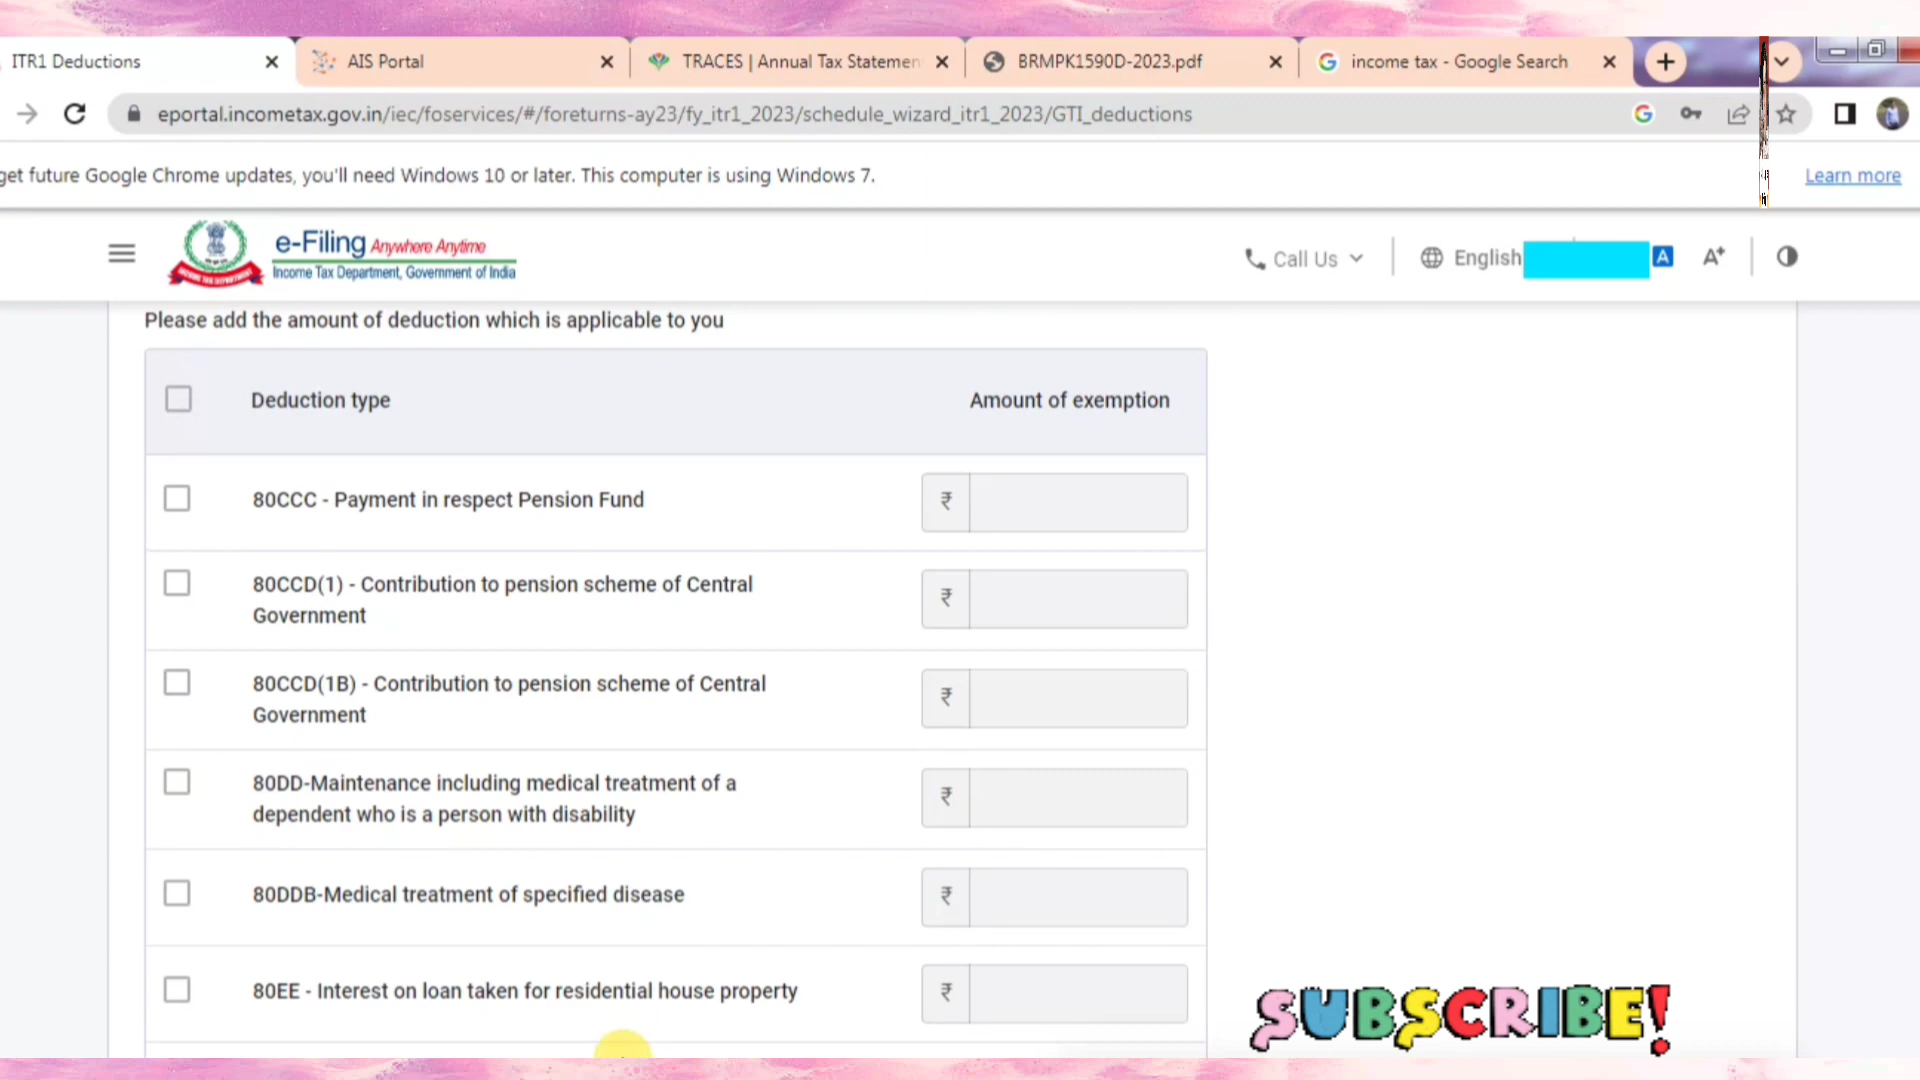 ITR1 Deductions
AIS Portal
TRACES | Annual Tax Statemen
BRMPK1590D-2023.pdf
income tax - Google Search
eportal.incometax.gov.in/iec/foservices/#/foreturns-ay23/fy_itr1_2023/schedule_wizard_itr1_2023/GTI_deductions
get future Google Chrome updates, you'll need Windows 10 or later. This computer is using Windows 7.
Learn more
e-Filing Anywhere Anytime
Income Tax Department, Government of India
Call Us
English
A
A+
Please add the amount of deduction which is applicable to you
Deduction type
Amount of exemption
80CCC - Payment in respect Pension Fund
₹
80CCD(1) - Contribution to pension scheme of Central
Government
₹
80CCD(1B) - Contribution to pension scheme of Central
Government
₹
80DD-Maintenance including medical treatment of a
dependent who is a person with disability
₹
80DDB-Medical treatment of specified disease
₹
80EE - Interest on loan taken for residential house property
₹
SUBSCRIBE!